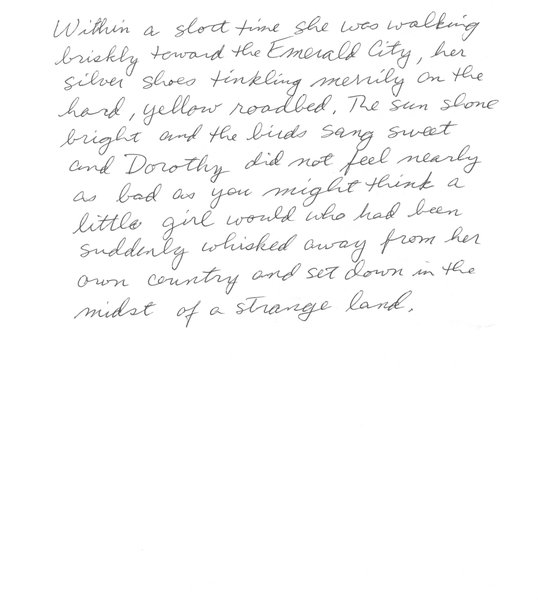 Within a short time she was walking
briskly toward the Emerald City, her
silver shoes tinkling merrily on the
hard, yellow roadbed. The sun shone
bright and the birds sang sweet
and Dorothy did not feel nearly
as bad as you might think a
little girl would who had been
suddenly whisked away from her
own country and set down in the
midst of a strange land.